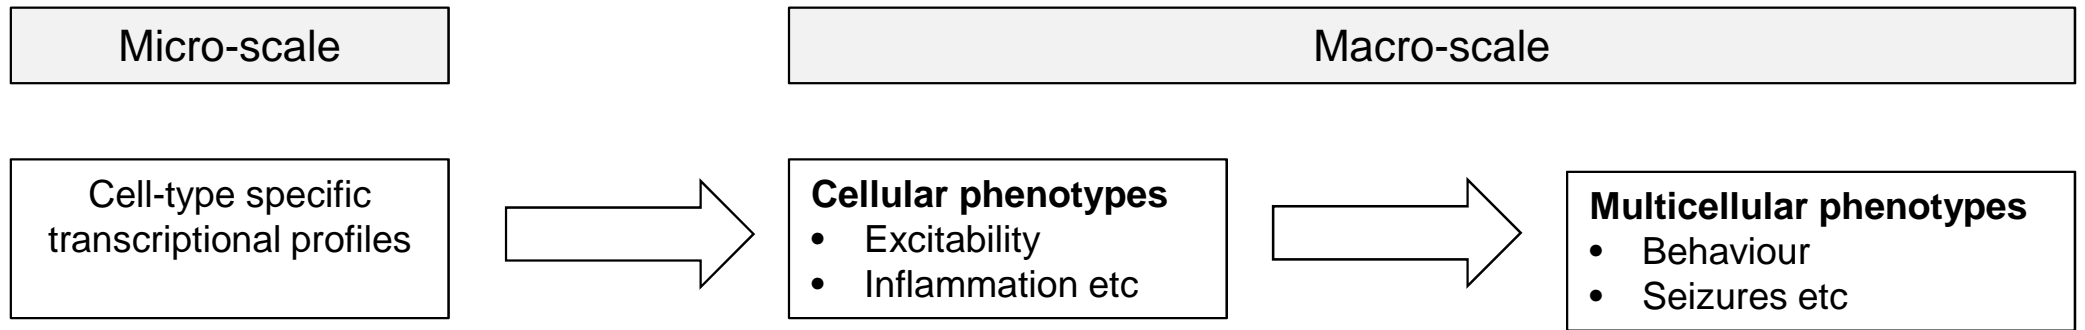 Micro-scale
Macro-scale
Cell-type specific
transcriptional profiles
Cellular phenotypes
• Excitability
• Inflammation etc
Multicellular phenotypes
• Behaviour
• Seizures etc